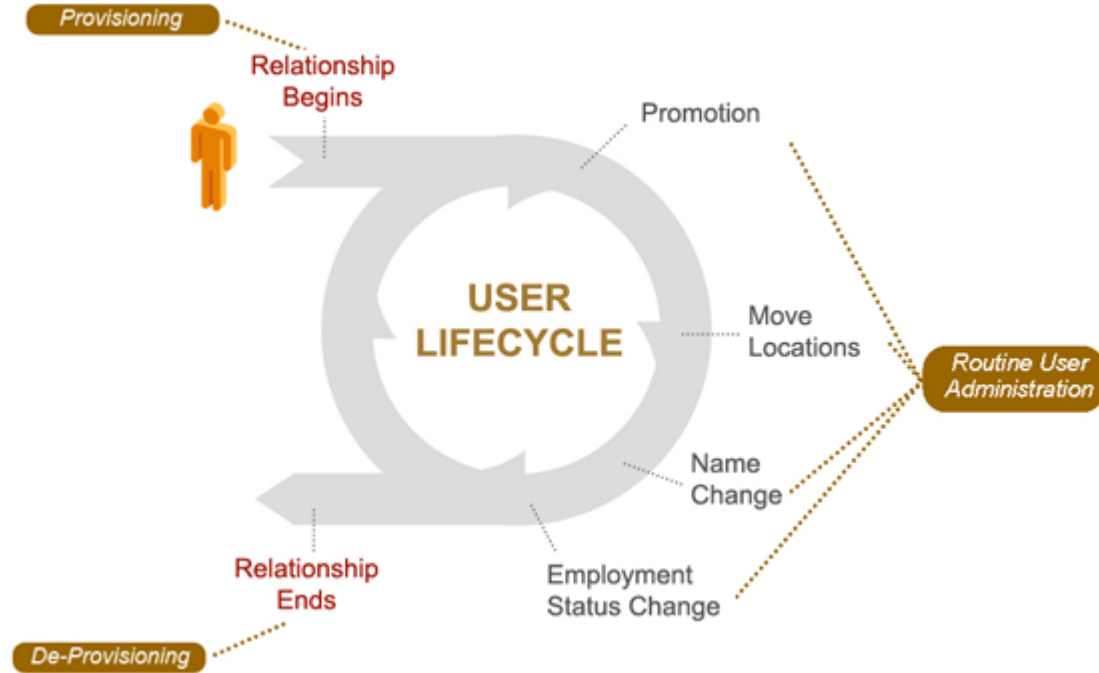 Provisioning
Relationship
Begins
Promotion
USER
LIFECYCLE
Move
Locations
Routine User
Administration
Name
Change
Employment
Status Change
Relationship
Ends
De-Provisioning